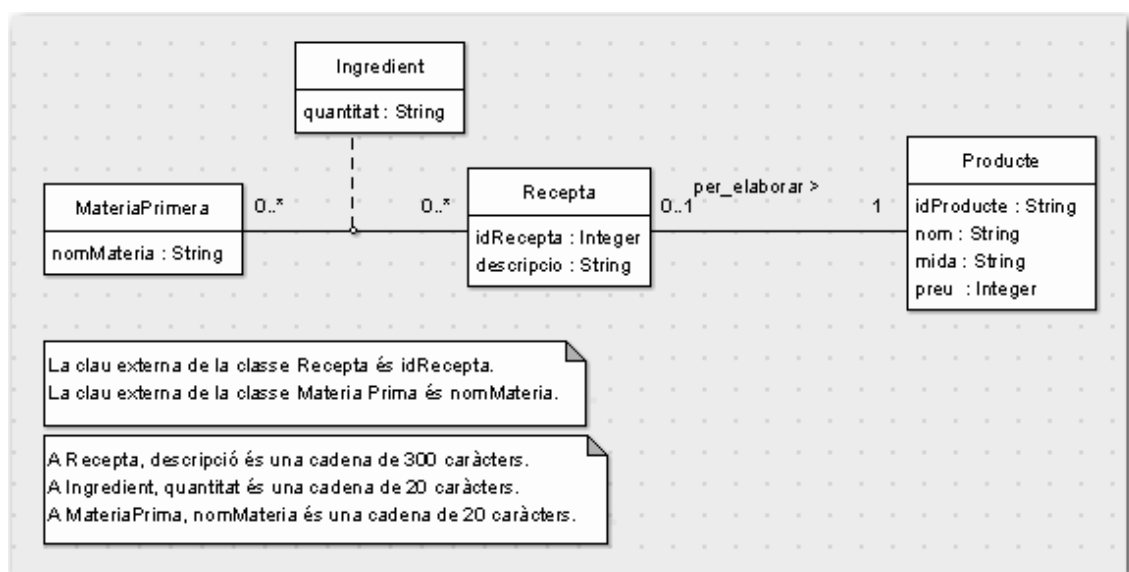 Ingredient
quantitat : String
MateriaPrimera
nomMateria : String
0..*
0..*
Recepta
idRecepta : Integer
descripcio : String
0..1
per_elaborar >
1
Producte
idProducte : String
nom : String
mida : String
preu : Integer
La clau externa de la classe Recepta és idRecepta.
La clau externa de la classe Materia Prima és nomMateria.
A Recepta, descripció és una cadena de 300 caràcters.
A Ingredient, quantitat és una cadena de 20 caràcters.
A MateriaPrima, nomMateria és una cadena de 20 caràcters.